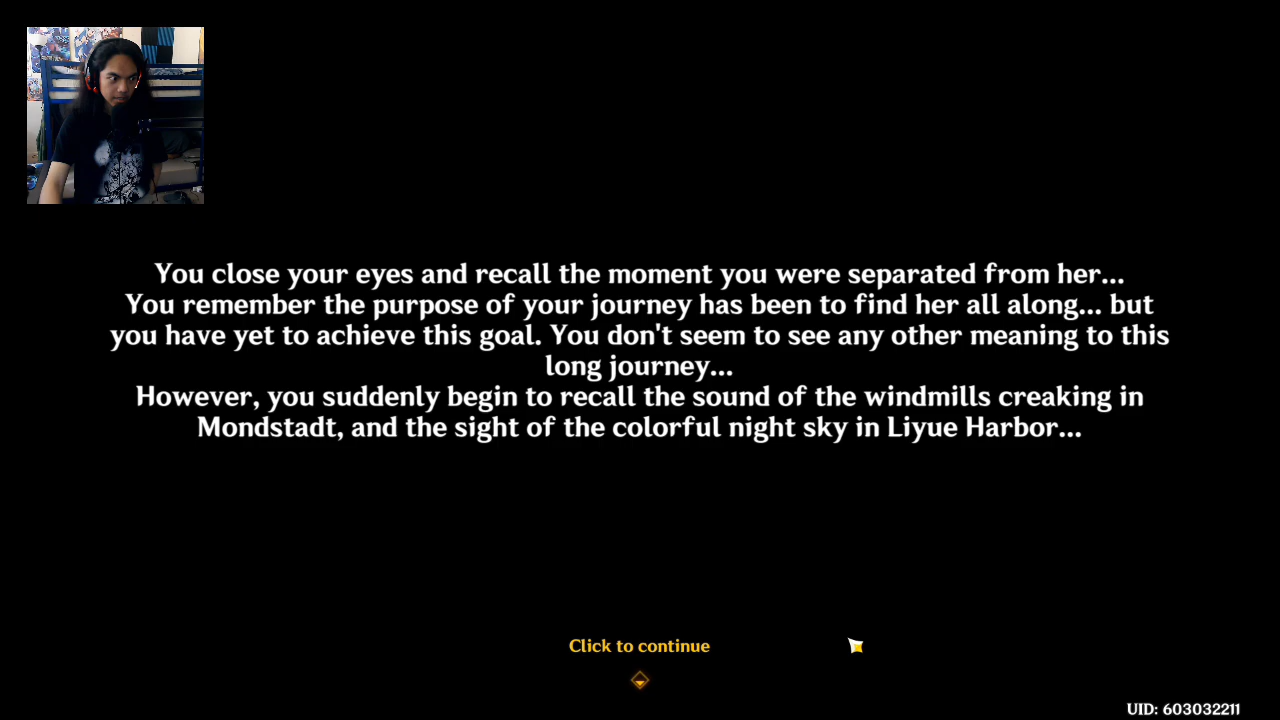 You close your eyes and recall the moment you were separated from her...
You remember the purpose of your journey has been to find her all along... but
you have yet to achieve this goal. You don't seem to see any other meaning to this
long journey...
However, you suddenly begin to recall the sound of the windmills creaking in
Mondstadt, and the sight of the colorful night sky in Liyue Harbor...
Click to continue
UID: 603032211